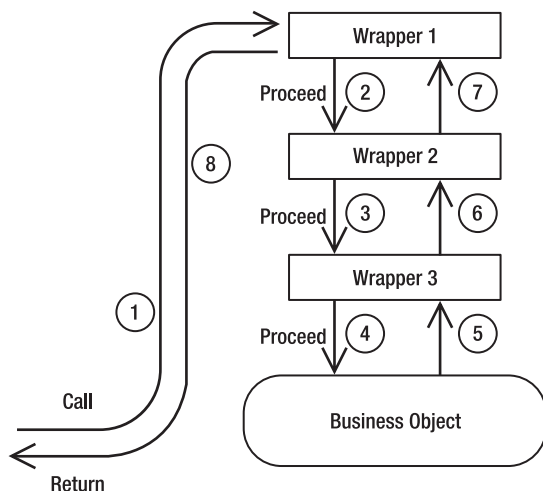 Wrapper 1
Proceed
2
7
8
Wrapper 2
Proceed
3
6
Wrapper 3
1
Proceed
4
5
Call
Business Object
Return